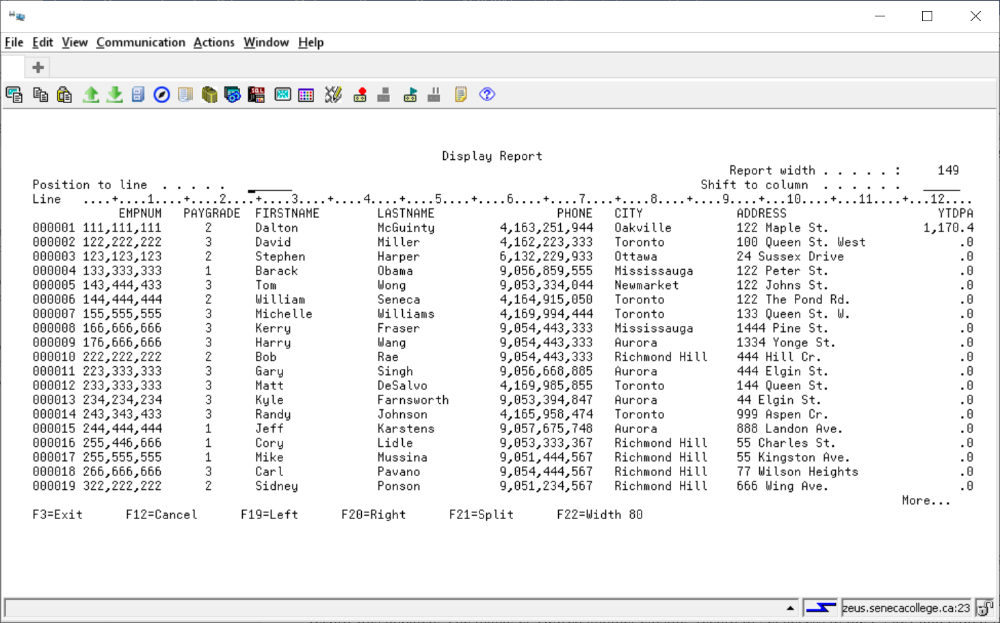 File Edit View Communication Actions Window Help
Display Report
Report width . . . . . : 149
Position to line . . . . . Shift to column . . . . . .
Line ....+....1....+....2....+....3....+....4....+....5....+....6....+....7....+....8....+....9....+...10....+...11....+...12....
EMPNUM PAYGRADE FIRSTNAME LASTNAME PHONE CITY ADDRESS YTDPA
000001 111,111,111 2 Dalton McGuinty 4,163,251,944 Oakville 122 Maple St. 1,170.4
000002 122,222,222 3 David Miller 4,162,223,333 Toronto 100 Queen St. West .0
000003 123,123,123 2 Stephen Harper 6,132,229,933 Ottawa 24 Sussex Drive .0
000004 133,333,333 1 Barack Obama 9,056,859,555 Mississauga 122 Peter St. .0
000005 143,444,433 3 Tom Wong 9,053,334,044 Newmarket 122 Johns St. .0
000006 144,444,444 2 William Seneca 4,164,915,050 Toronto 122 The Pond Rd. .0
000007 155,555,555 3 Michelle Williams 4,169,994,444 Toronto 133 Queen St. W. .0
000008 166,666,666 3 Kerry Fraser 9,054,443,333 Mississauga 1444 Pine St. .0
000009 176,666,666 3 Harry Wang 9,054,443,333 Aurora 1334 Yonge St. .0
000010 222,222,222 2 Bob Rae 9,054,443,333 Richmond Hill 444 Hill Cr. .0
000011 223,333,333 3 Gary Singh 9,056,668,885 Aurora 444 Elgin St. .0
000012 233,333,333 3 Matt DeSalvo 4,169,985,855 Toronto 144 Queen St. .0
000013 234,234,234 3 Kyle Farnsworth 9,053,394,847 Aurora 44 Elgin St. .0
000014 243,343,433 3 Randy Johnson 4,165,958,474 Toronto 999 Aspen Cr. .0
000015 244,444,444 1 Jeff Karstens 9,057,675,748 Aurora 888 Landon Ave. .0
000016 255,446,666 1 Cory Lidle 9,053,333,367 Richmond Hill 55 Charles St. .0
000017 255,555,555 1 Mike Mussina 9,051,444,567 Richmond Hill 55 Kingston Ave. .0
000018 266,666,666 3 Carl Pavano 9,054,444,567 Richmond Hill 77 Wilson Heights .0
000019 322,222,222 2 Sidney Ponson 9,051,234,567 Richmond Hill 666 Wing Ave. .0
More...
F3=Exit F12=Cancel F19=Left F20=Right F21=Split F22=Width 80
zeus.senecacollege.ca:23